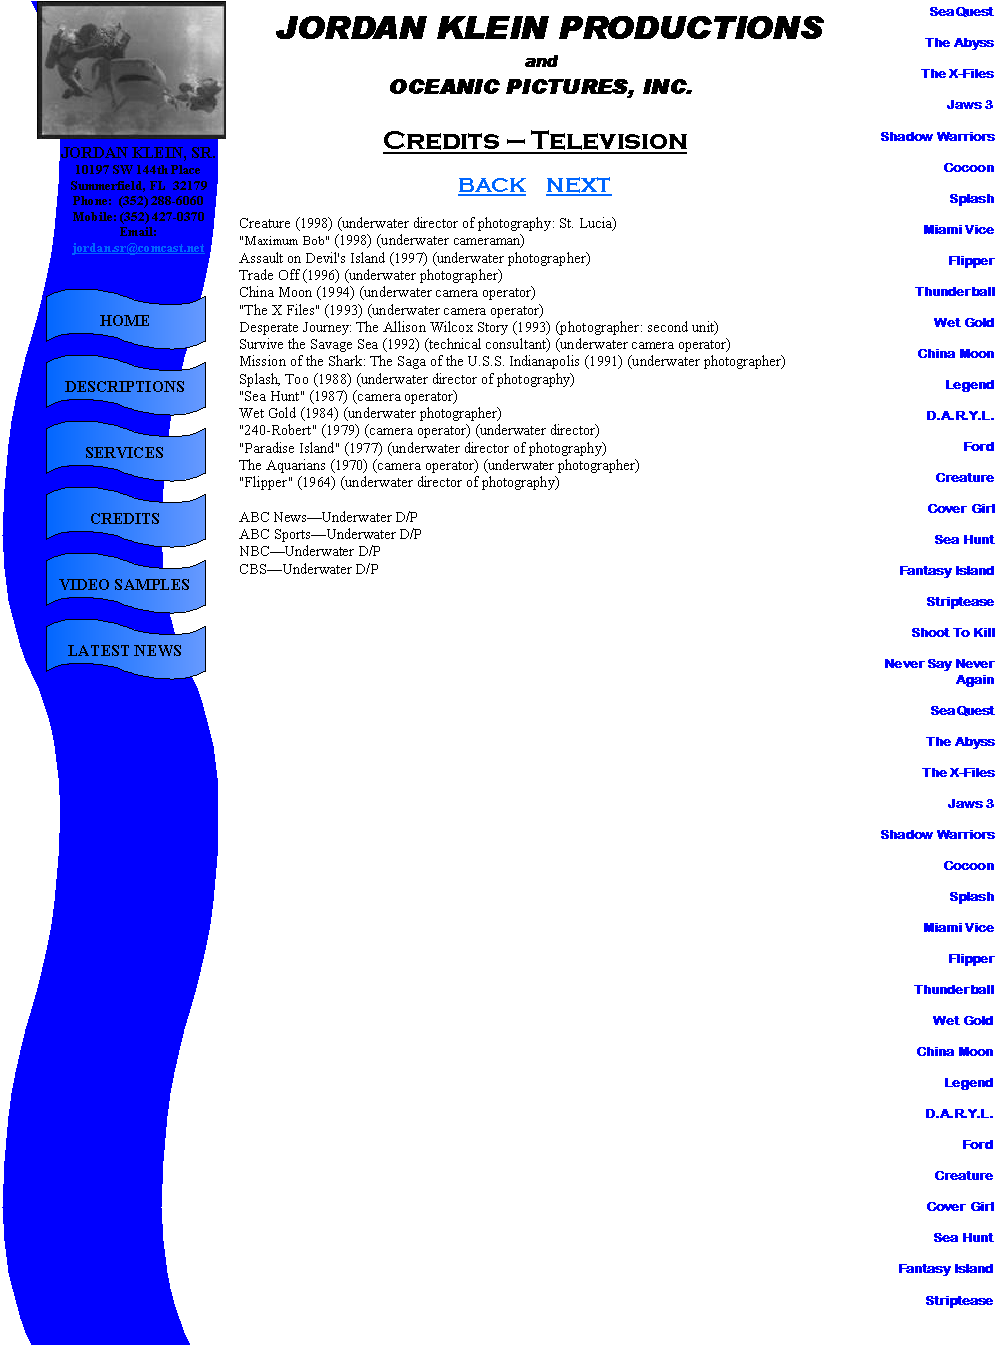 JORDAN KLEIN PRODUCTIONS
and
OCEANIC PICTURES, INC.
JORDAN KLEIN, SR.
10197 SW 144th Place
Summerfield, FL  32179
Phone:  (352) 288-6060
Mobile: (352) 427-0370
Email:
jordan.sr@comcast.net
HOME
DESCRIPTIONS
SERVICES
CREDITS
VIDEO SAMPLES
LATEST NEWS
Credits – Television
BACK   NEXT
Creature (1998) (underwater director of photography: St. Lucia)
"Maximum Bob" (1998) (underwater cameraman)
Assault on Devil's Island (1997) (underwater photographer)
Trade Off (1996) (underwater photographer)
China Moon (1994) (underwater camera operator)
"The X Files" (1993) (underwater camera operator)
Desperate Journey: The Allison Wilcox Story (1993) (photographer: second unit)
Survive the Savage Sea (1992) (technical consultant) (underwater camera operator)
Mission of the Shark: The Saga of the U.S.S. Indianapolis (1991) (underwater photographer)
Splash, Too (1988) (underwater director of photography)
"Sea Hunt" (1987) (camera operator)
Wet Gold (1984) (underwater photographer)
"240-Robert" (1979) (camera operator) (underwater director)
"Paradise Island" (1977) (underwater director of photography)
The Aquarians (1970) (camera operator) (underwater photographer)
"Flipper" (1964) (underwater director of photography)
ABC News—Underwater D/P
ABC Sports—Underwater D/P
NBC—Underwater D/P
CBS—Underwater D/P
SeaQuest
The Abyss
The X-Files
Jaws 3
Shadow Warriors
Cocoon
Splash
Miami Vice
Flipper
Thunderball
Wet Gold
China Moon
Legend
D.A.R.Y.L.
Ford
Creature
Cover Girl
Sea Hunt
Fantasy Island
Striptease
Shoot To Kill
Never Say Never
Again
SeaQuest
The Abyss
The X-Files
Jaws 3
Shadow Warriors
Cocoon
Splash
Miami Vice
Flipper
Thunderball
Wet Gold
China Moon
Legend
D.A.R.Y.L.
Ford
Creature
Cover Girl
Sea Hunt
Fantasy Island
Striptease